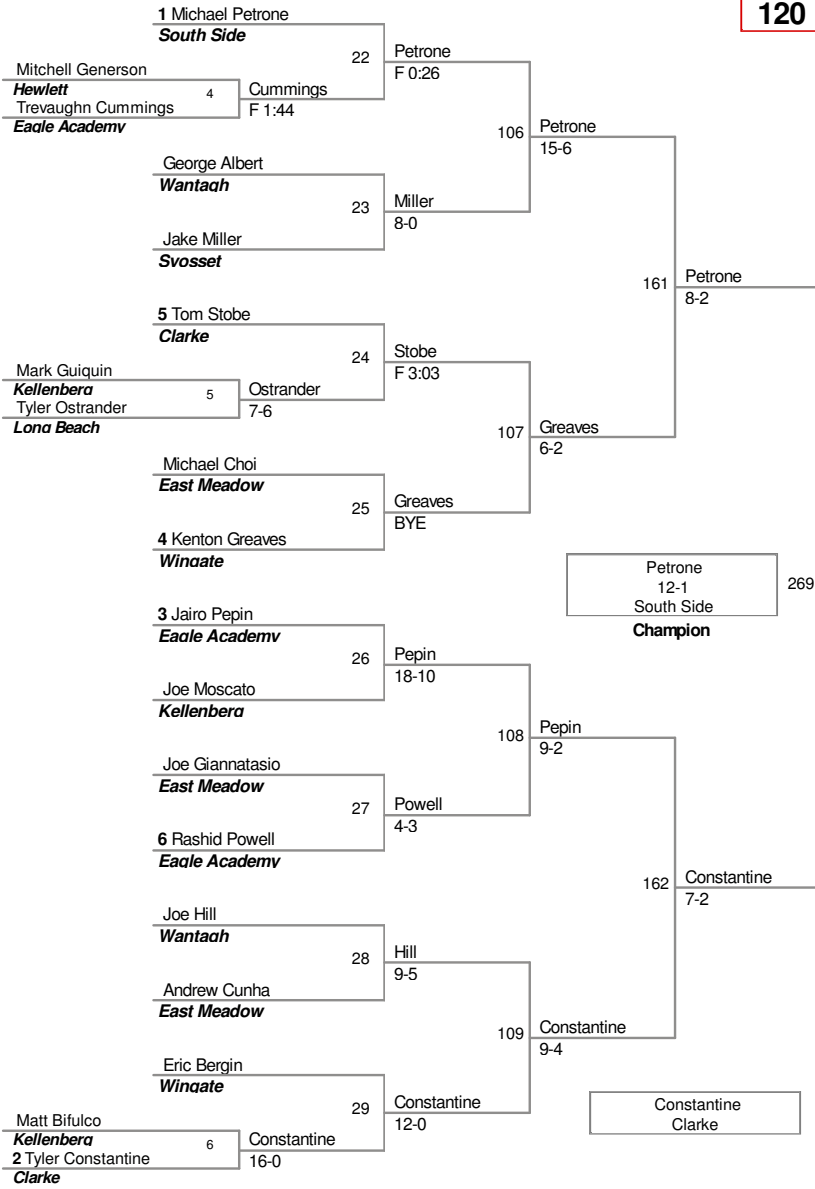 120
1 Michael Petrone
South Side
22
Petrone
F 0:26
Mitchell Generson
Hewlett
4
Cummings
F 1:44
Trevaughn Cummings
Eagle Academy
106
Petrone
15-6
George Albert
Wantagh
23
Miller
8-0
Jake Miller
Syosset
161
Petrone
8-2
5 Tom Stobe
Clarke
24
Stobe
F 3:03
Mark Guiquin
Kellenberg
5
Ostrander
7-6
Tyler Ostrander
Long Beach
107
Greaves
6-2
Michael Choi
East Meadow
25
Greaves
BYE
4 Kenton Greaves
Wingate
Petrone
12-1
South Side
269
Champion
3 Jairo Pepin
Eagle Academy
26
Pepin
18-10
Joe Moscato
Kellenberg
108
Pepin
9-2
Joe Giannatasio
East Meadow
27
Powell
4-3
6 Rashid Powell
Eagle Academy
162
Constantine
7-2
Joe Hill
Wantagh
28
Hill
9-5
Andrew Cunha
East Meadow
109
Constantine
9-4
Eric Bergin
Wingate
29
Constantine
12-0
Matt Bifulco
Kellenberg
6
Constantine
16-0
2 Tyler Constantine
Clarke
Constantine
Clarke